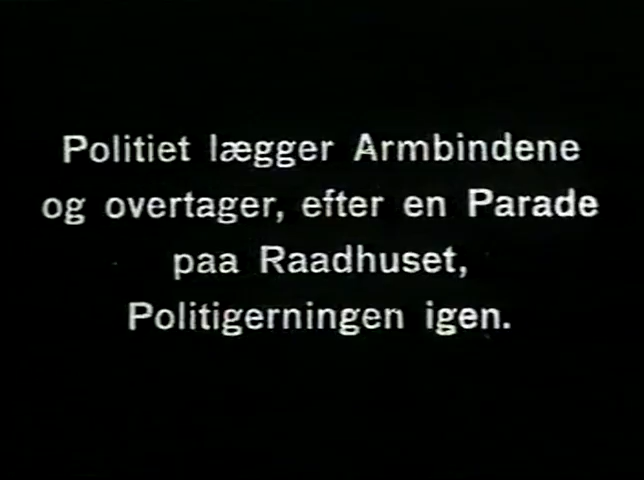 Politiet lægger Armbindene
og overtager, efter en Parade
paa Raadhuset,
Politigerningen igen.